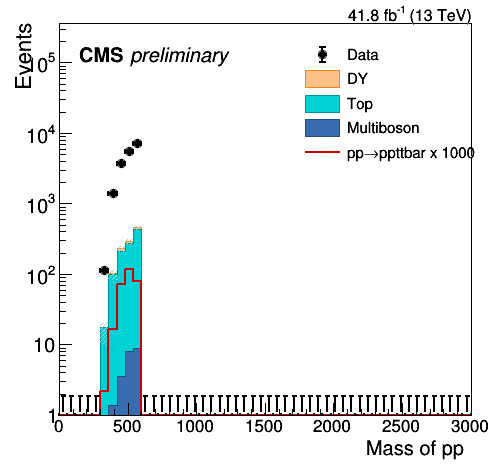 41.8 fb⁻¹ (13 TeV)
Events
CMS preliminary
Data
DY
Top
Multiboson
pp→ppttbar x 1000
10⁵
10⁴
10³
10²
10
1
0 500 1000 1500 2000 2500 3000
Mass of pp